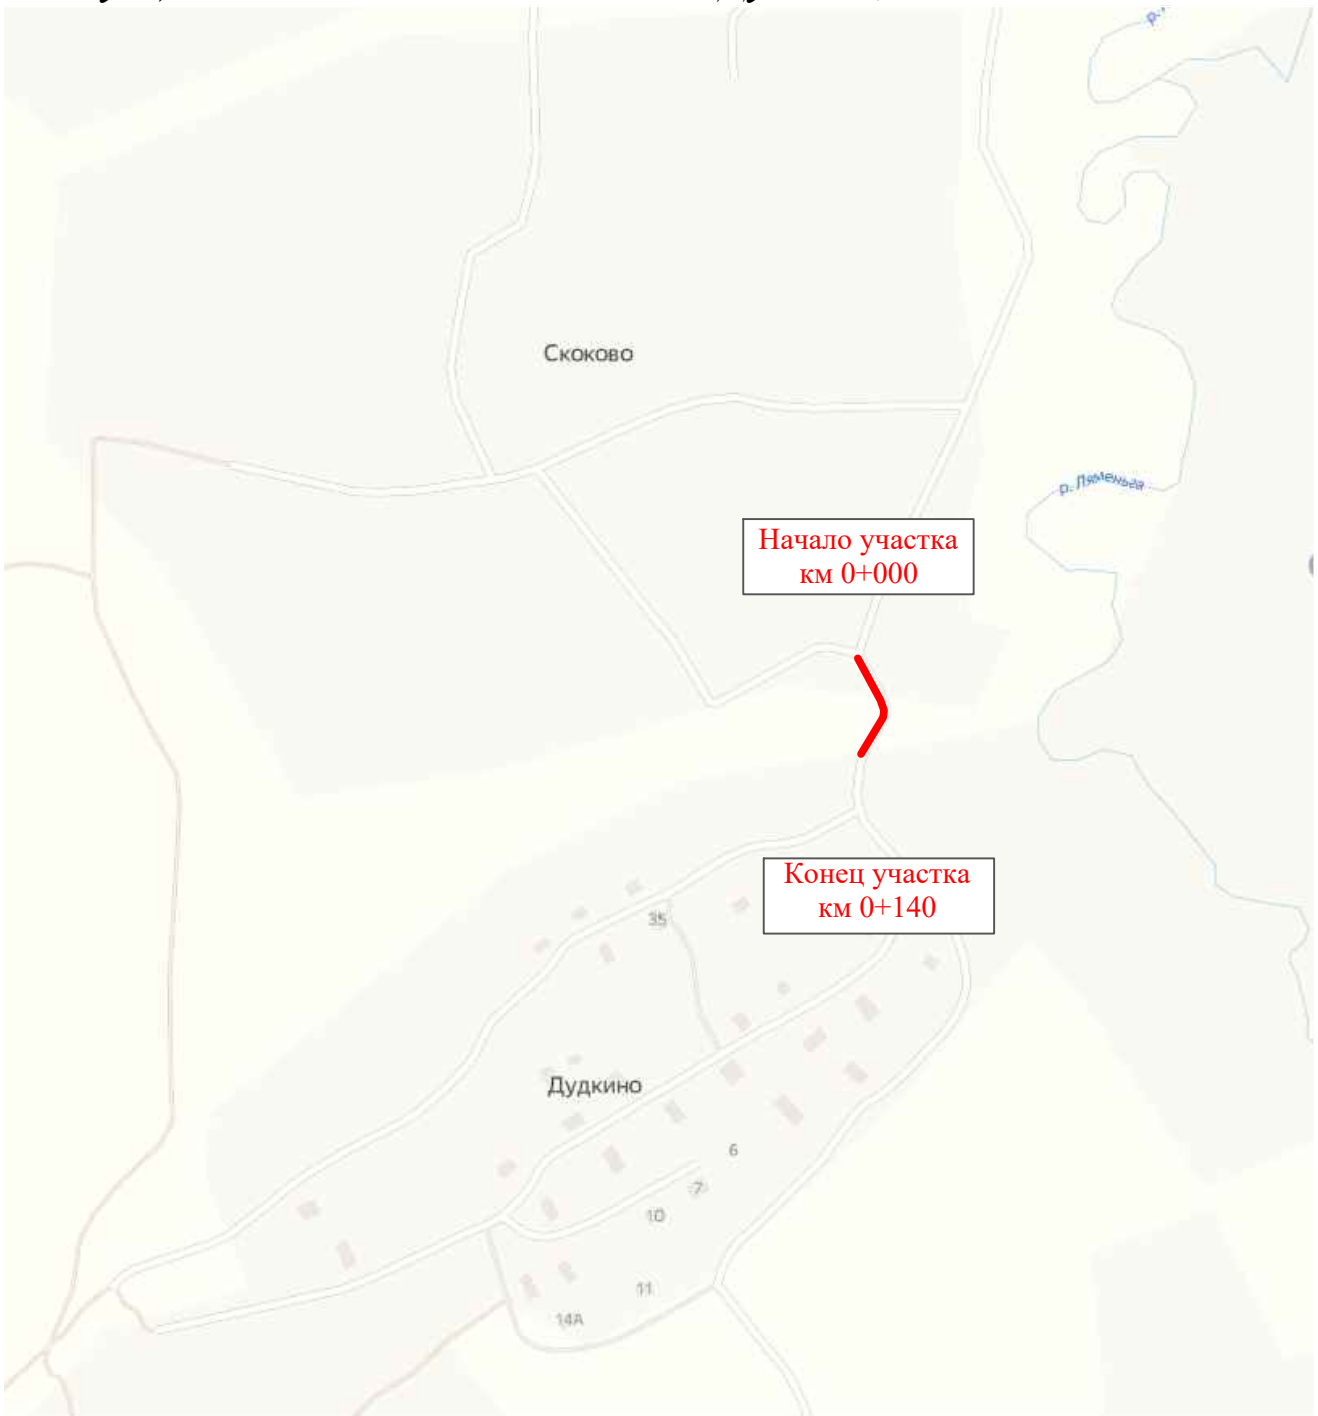 Скоково
р. Ляменьга
Начало участка
км 0+000
Конец участка
км 0+140
35
Дудкино
6
7
10
11
14А